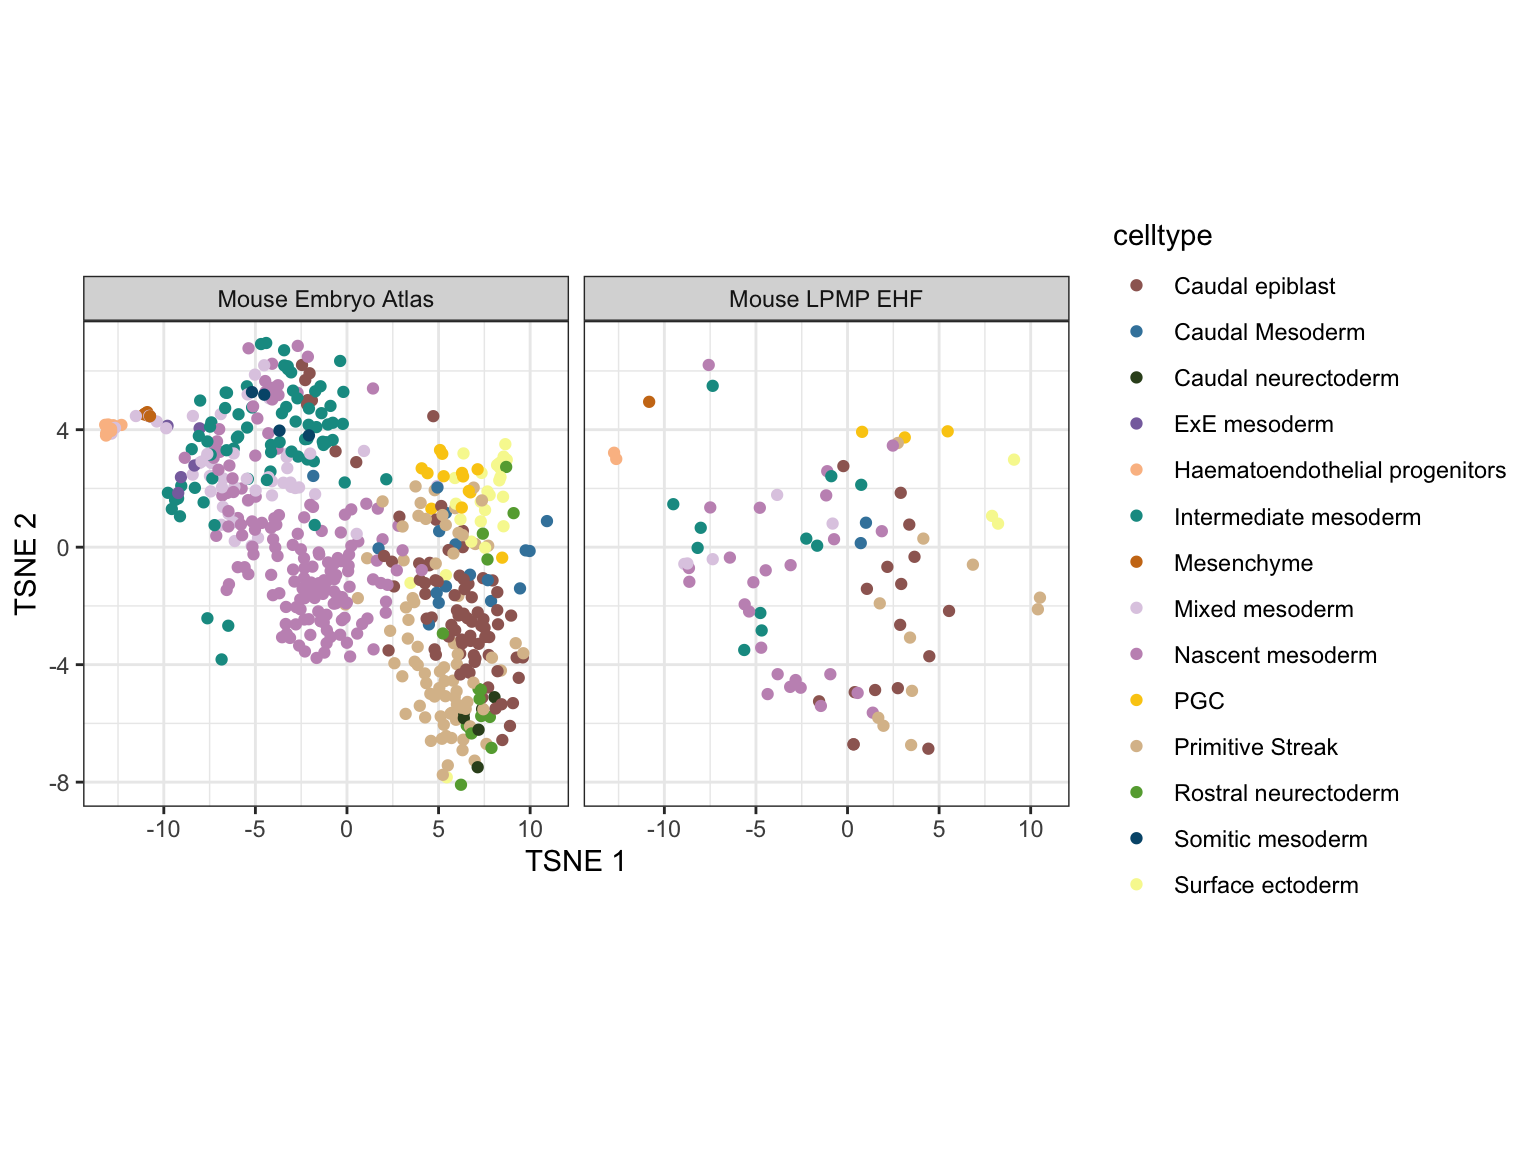 Mouse Embryo Atlas
Mouse LPMP EHF
TSNE 2
4
0
-4
-8
-10 -5 0 5 10
-10 -5 0 5 10
TSNE 1
celltype
Caudal epiblast
Caudal Mesoderm
Caudal neurectoderm
ExE mesoderm
Haematoendothelial progenitors
Intermediate mesoderm
Mesenchyme
Mixed mesoderm
Nascent mesoderm
PGC
Primitive Streak
Rostral neurectoderm
Somitic mesoderm
Surface ectoderm